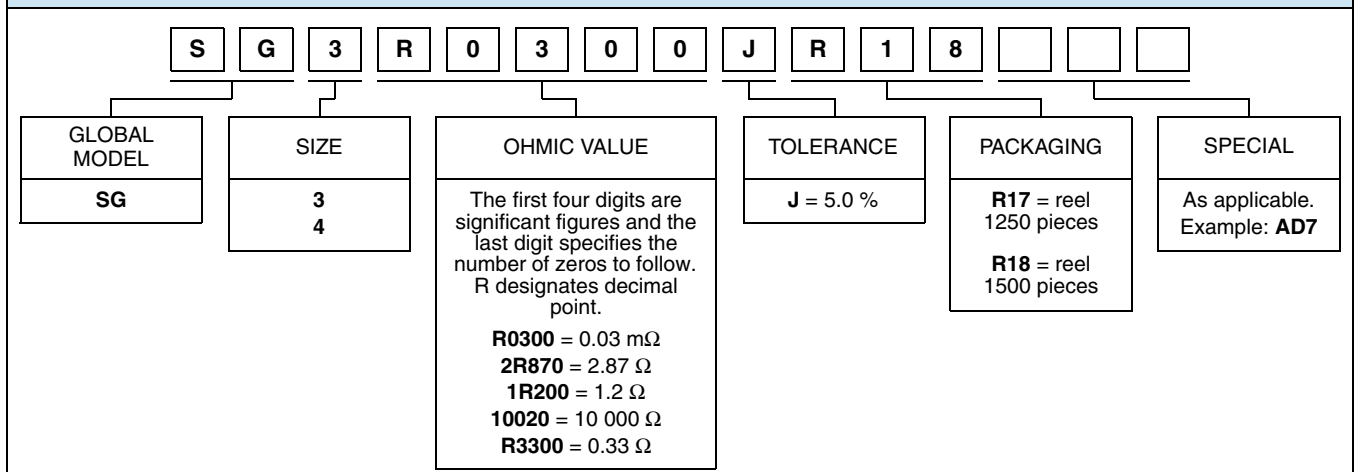 S G 3 R 0 3 0 0 J R 1 8
GLOBAL
MODEL
SG
SIZE
3
4
OHMIC VALUE
The first four digits are
significant figures and the
last digit specifies the
number of zeros to follow.
R designates decimal
point.
R0300 = 0.03 mΩ
2R870 = 2.87 Ω
1R200 = 1.2 Ω
10020 = 10 000 Ω
R3300 = 0.33 Ω
TOLERANCE
J = 5.0 %
PACKAGING
R17 = reel
1250 pieces
R18 = reel
1500 pieces
SPECIAL
As applicable.
Example: AD7